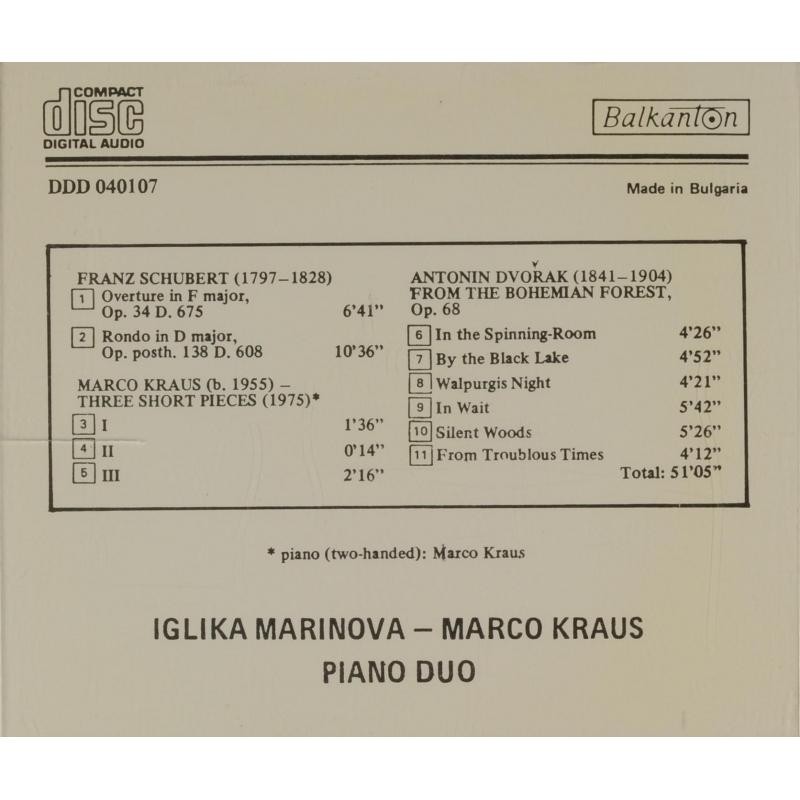 COMPACT
disc
DIGITAL AUDIO
Balkanton
DDD 040107
Made in Bulgaria
FRANZ SCHUBERT (1797–1828)
1 Overture in F major,
Op. 34 D. 675 6'41”
2 Rondo in D major,
Op. posth. 138 D. 608 10'36”
MARCO KRAUS (b. 1955) –
THREE SHORT PIECES (1975)*
3 I 1'36”
4 II 0'14”
5 III 2'16”
ANTONIN DVOŘAK (1841–1904)
FROM THE BOHEMIAN FOREST,
Op. 68
6 In the Spinning-Room 4'26”
7 By the Black Lake 4'52”
8 Walpurgis Night 4'21”
9 In Wait 5'42”
10 Silent Woods 5'26”
11 From Troublous Times 4'12”
Total: 51'05”
* piano (two-handed): Marco Kraus
IGLIKA MARINOVA – MARCO KRAUS
PIANO DUO